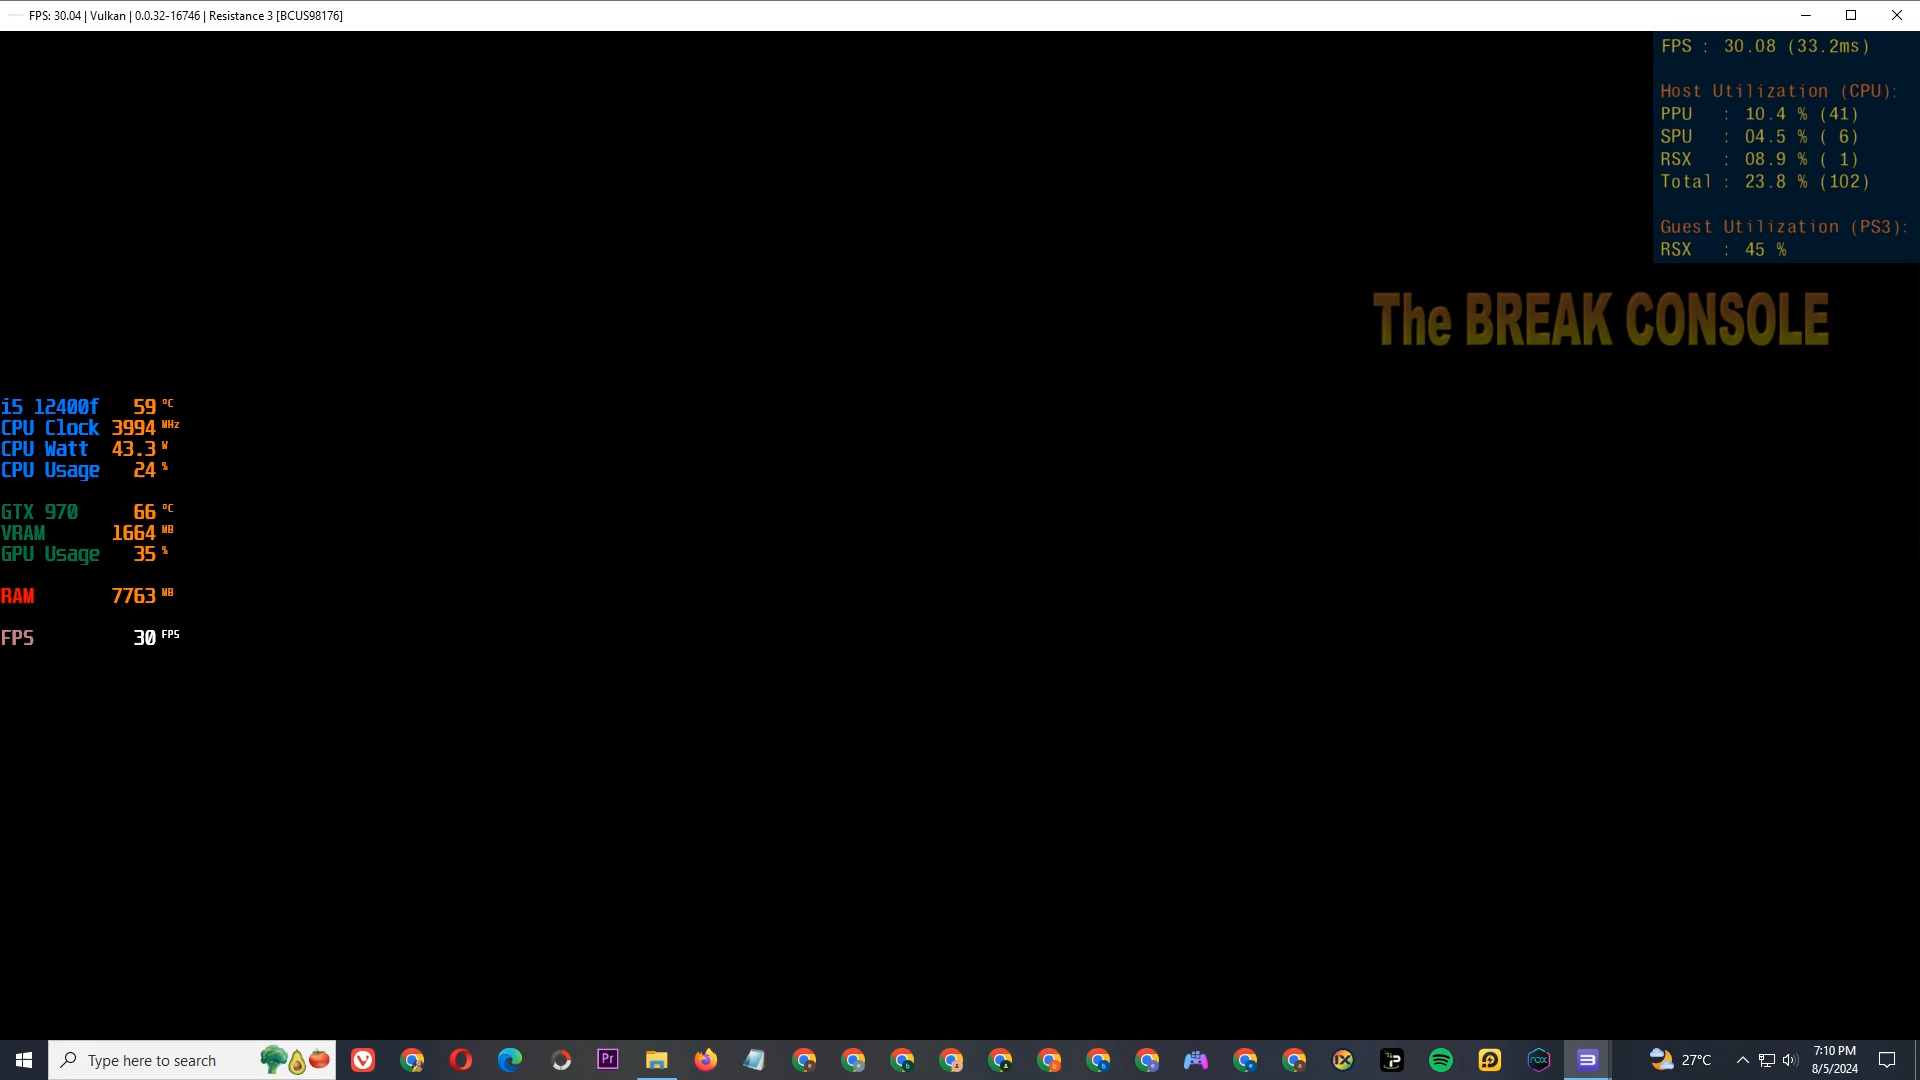 FPS: 30.04 | Vulkan | 0.0.32-16746 | Resistance 3 [BCUS98176]
FPS : 30.08 (33.2ms)
Host Utilization (CPU):
PPU : 10.4 % (41)
SPU : 04.5 % ( 6)
RSX : 08.9 % ( 1)
Total : 23.8 % (102)
Guest Utilization (PS3):
RSX : 45 %
The BREAK CONSOLE
i5 12400f 59 °C
CPU Clock 3994 MHz
CPU Watt 43.3 W
CPU Usage 24 %
GTX 970 66 °C
VRAM 1664 MB
GPU Usage 35 %
RAM 7763 MB
FPS 30 FPS
Type here to search
Pr
27°C
7:10 PM
8/5/2024